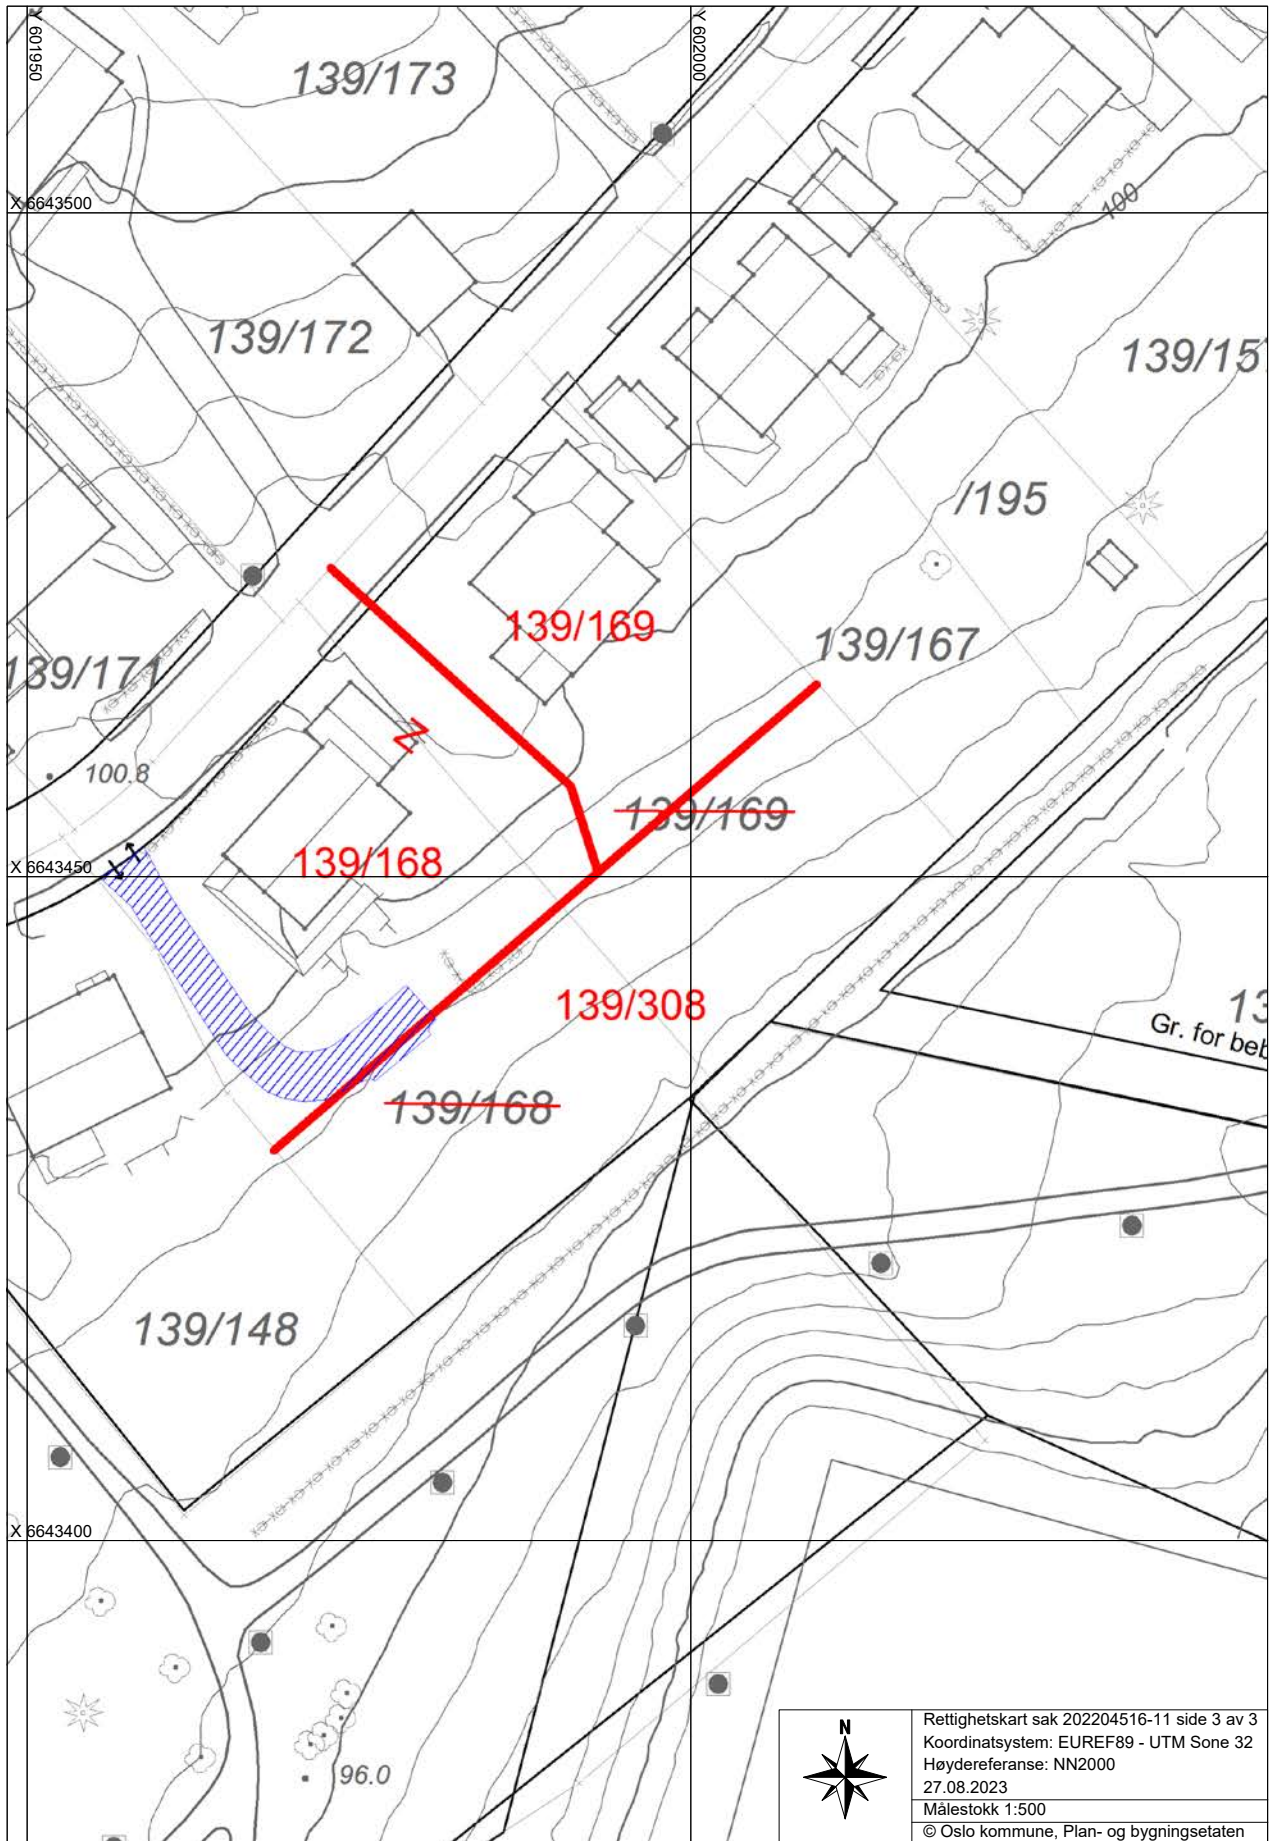 Y 601950
Y 602000
139/173
X 6643500
100
139/172
139/15
/195
139/169
139/167
139/171
Z
100.8
139/169
139/168
X 6643450
139/308
13
Gr. for beb
139/168
139/148
X 6643400
96.0
N
Rettighetskart sak 202204516-11 side 3 av 3
Koordinatsystem: EUREF89 - UTM Sone 32
Høydereferanse: NN2000
27.08.2023
Målestokk 1:500
© Oslo kommune, Plan- og bygningsetaten